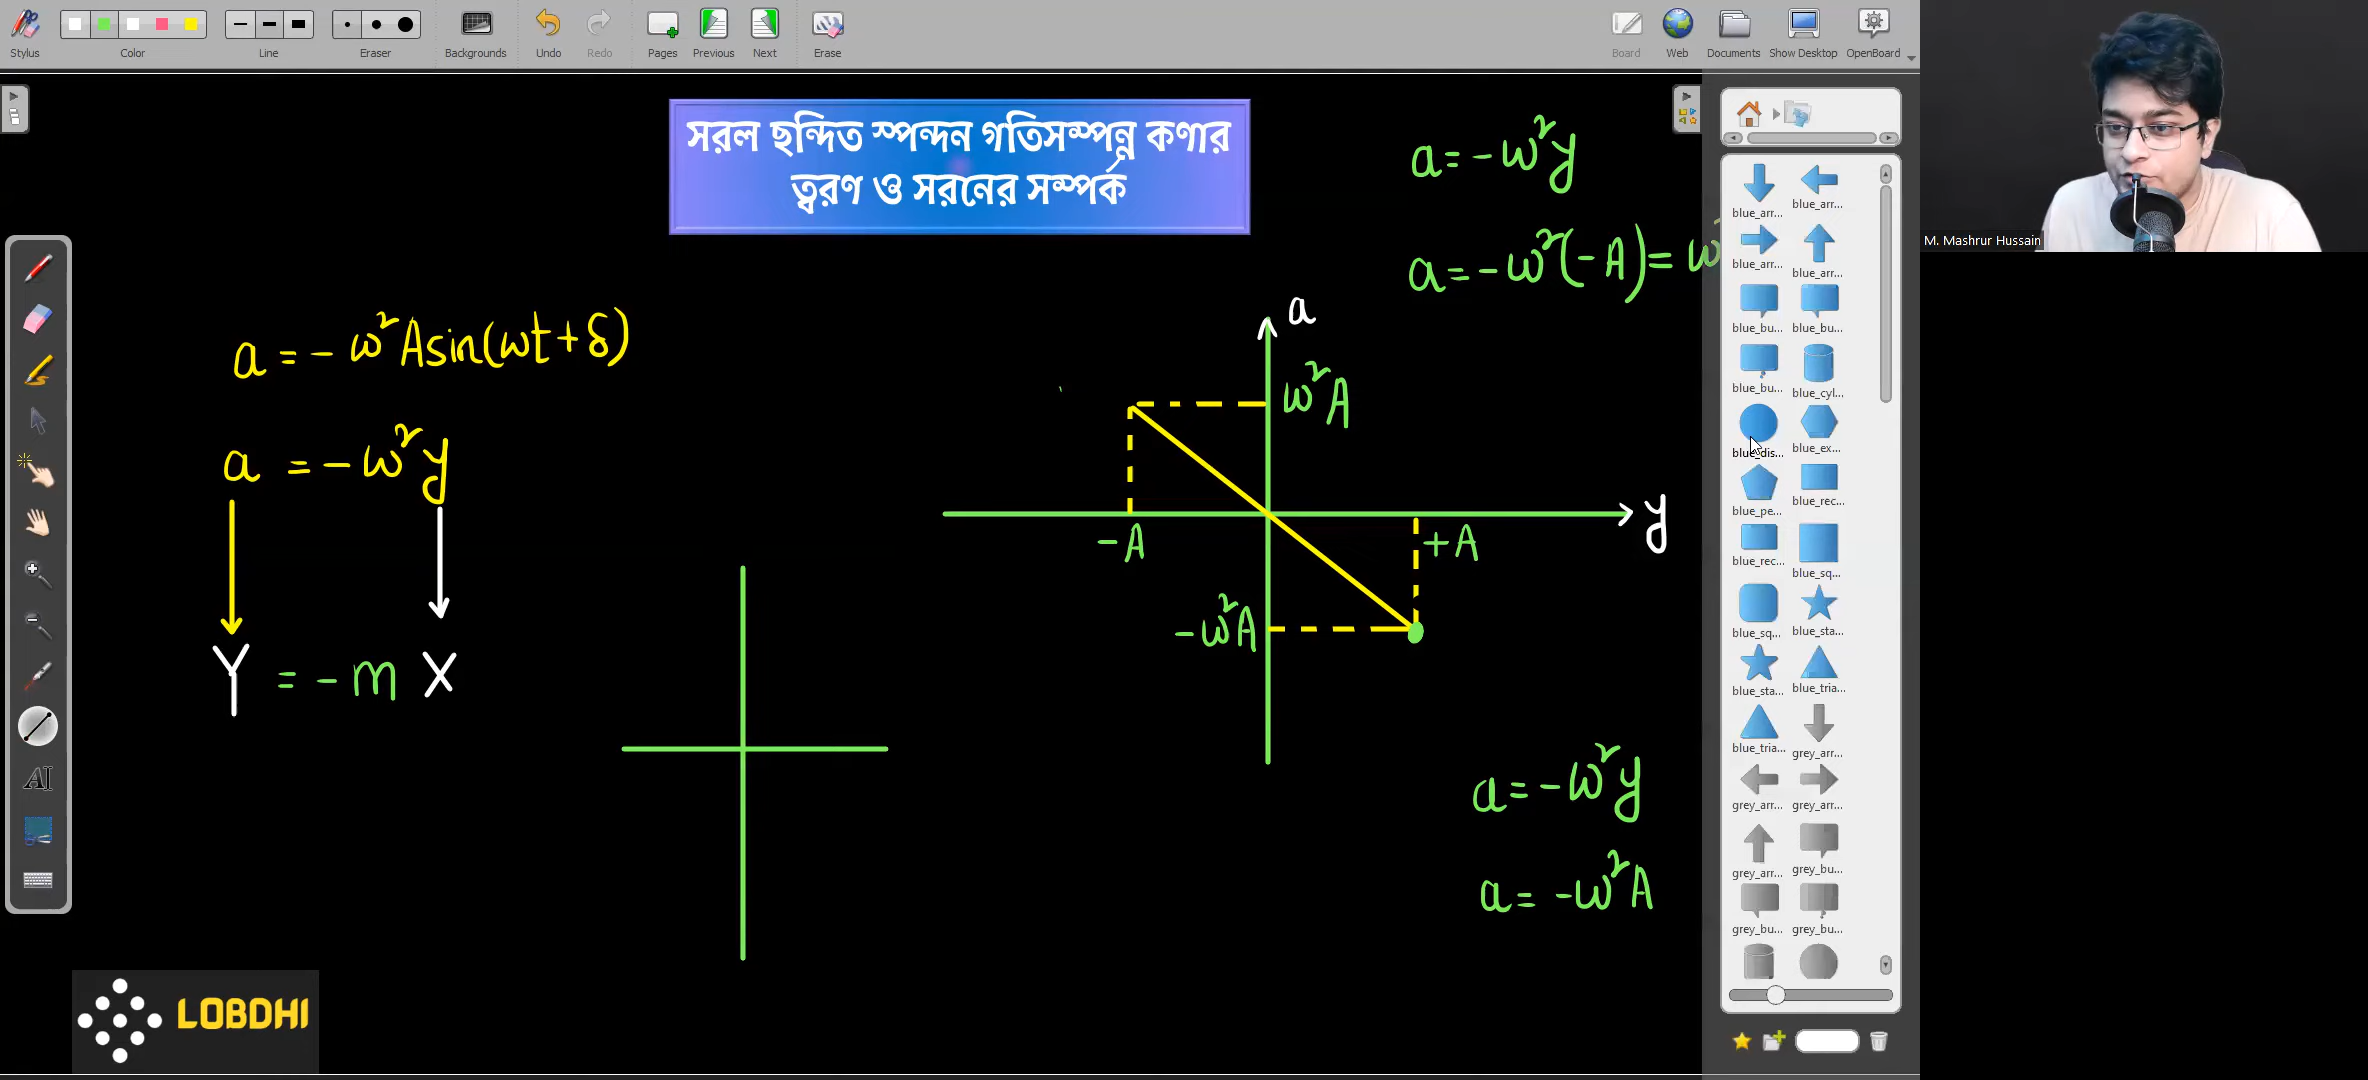 Stylus
Color
Line
Eraser
Backgrounds
Undo
Redo
Pages
Previous
Next
Erase
Board
Web
Documents
Show Desktop
OpenBoard
M. Mashrur Hussain
সরল ছন্দিত স্পন্দন গতিসম্পন্ন কণার
ত্বরণ ও সরনের সম্পর্ক
a = -ω²y
a = -ω²(-A) = ω
a = -ω²A sin(ωt + δ)
a = -ω²y
Y = -m X
a
ω²A
y
-A
+A
-ω²A
a = -ω²y
a = -ω²A
LOBDHI
AI
blue_arr... blue_arr...
blue_arr... blue_arr...
blue_bu... blue_bu...
blue_bu... blue_cyl...
blue_dis... blue_ex...
blue_pe... blue_rec...
blue_rec... blue_sq...
blue_sq... blue_sta...
blue_sta... blue_tria...
blue_tria... grey_arr...
grey_arr... grey_arr...
grey_arr... grey_bu...
grey_bu... grey_bu...